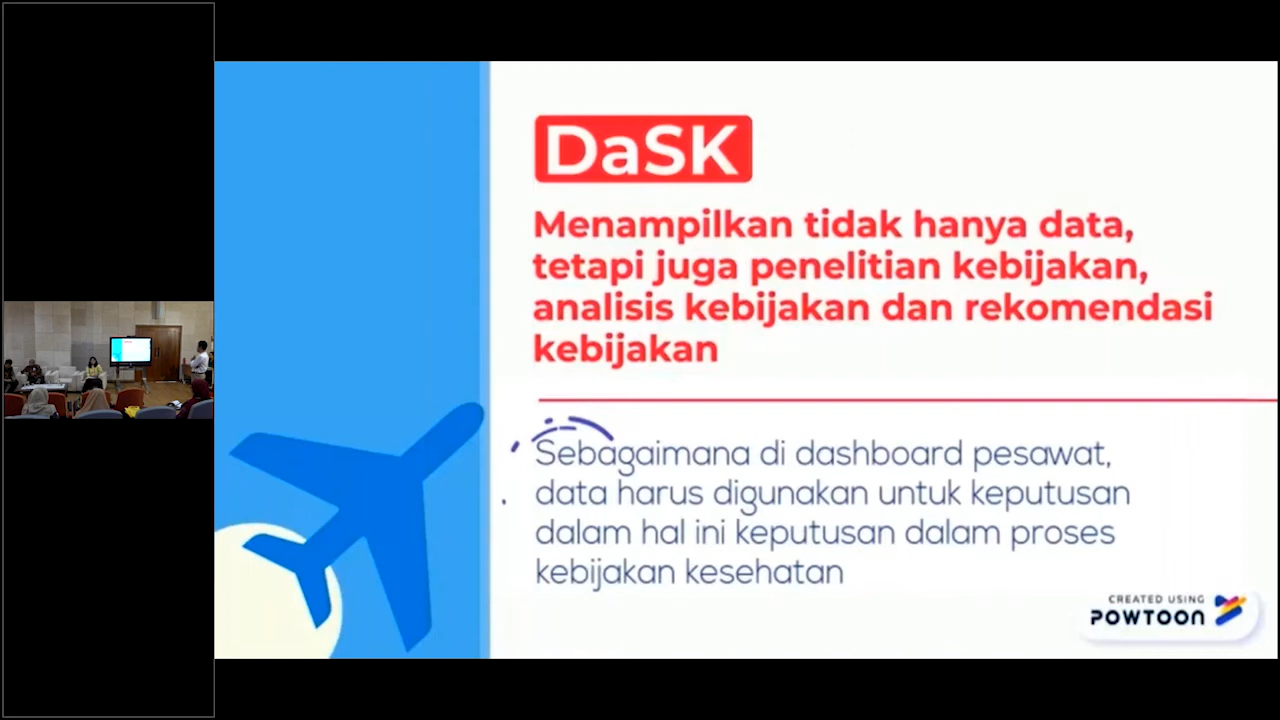 DaSK
Menampilkan tidak hanya data,
tetapi juga penelitian kebijakan,
analisis kebijakan dan rekomendasi
kebijakan
Sebagaimana di dashboard pesawat,
data harus digunakan untuk keputusan
dalam hal ini keputusan dalam proses
kebijakan kesehatan
CREATED USING
POWTOON